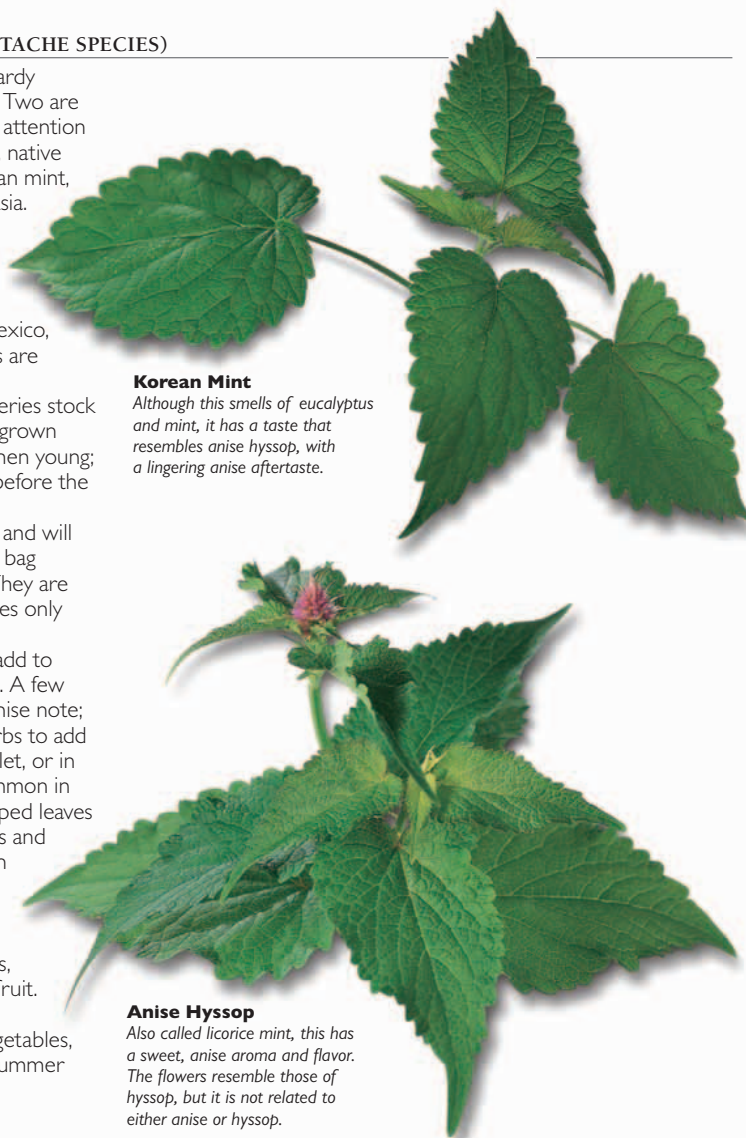 TACHE SPECIES)
ardy
Two are
attention
native
an mint,
sia.
exico,
s are
eries stock
grown
hen young;
before the
and will
bag
They are
es only
add to
. A few
nise note;
rbs to add
let, or in
mmon in
ped leaves
s and
n
s,
fruit.
getables,
ummer
Korean Mint
Although this smells of eucalyptus
and mint, it has a taste that
resembles anise hyssop, with
a lingering anise aftertaste.
Anise Hyssop
Also called licorice mint, this has
a sweet, anise aroma and flavor.
The flowers resemble those of
hyssop, but it is not related to
either anise or hyssop.